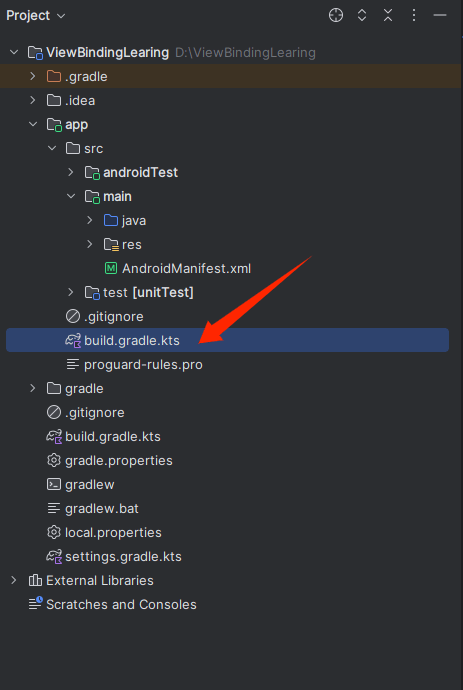 Project
ViewBindingLearing D:\ViewBindingLearing
.gradle
.idea
app
src
androidTest
main
java
res
AndroidManifest.xml
test [unitTest]
.gitignore
build.gradle.kts
proguard-rules.pro
gradle
.gitignore
build.gradle.kts
gradle.properties
gradlew
gradlew.bat
local.properties
settings.gradle.kts
External Libraries
Scratches and Consoles